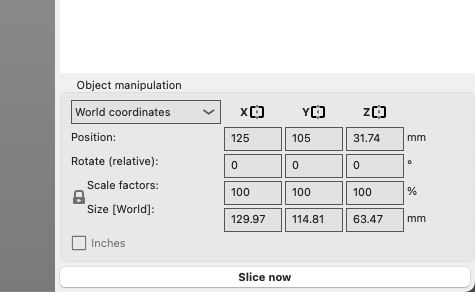 Object manipulation
World coordinates X Y Z
Position: 125 105 31.74 mm
Rotate (relative): 0 0 0 °
Scale factors: 100 100 100 %
Size [World]: 129.97 114.81 63.47 mm
Inches
Slice now